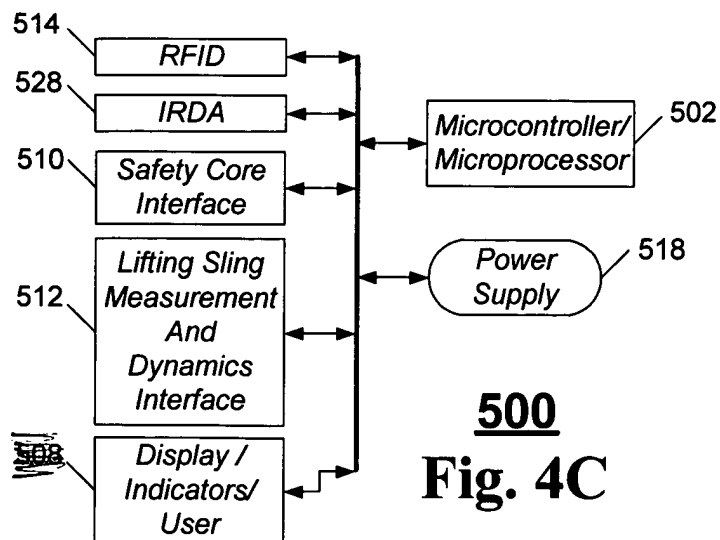 514
RFID
528
IRDA
510
Safety Core
Interface
Microcontroller/
Microprocessor
502
512
Lifting Sling
Measurement
And
Dynamics
Interface
Power
Supply
518
508
Display /
Indicators/
User
500
Fig. 4C